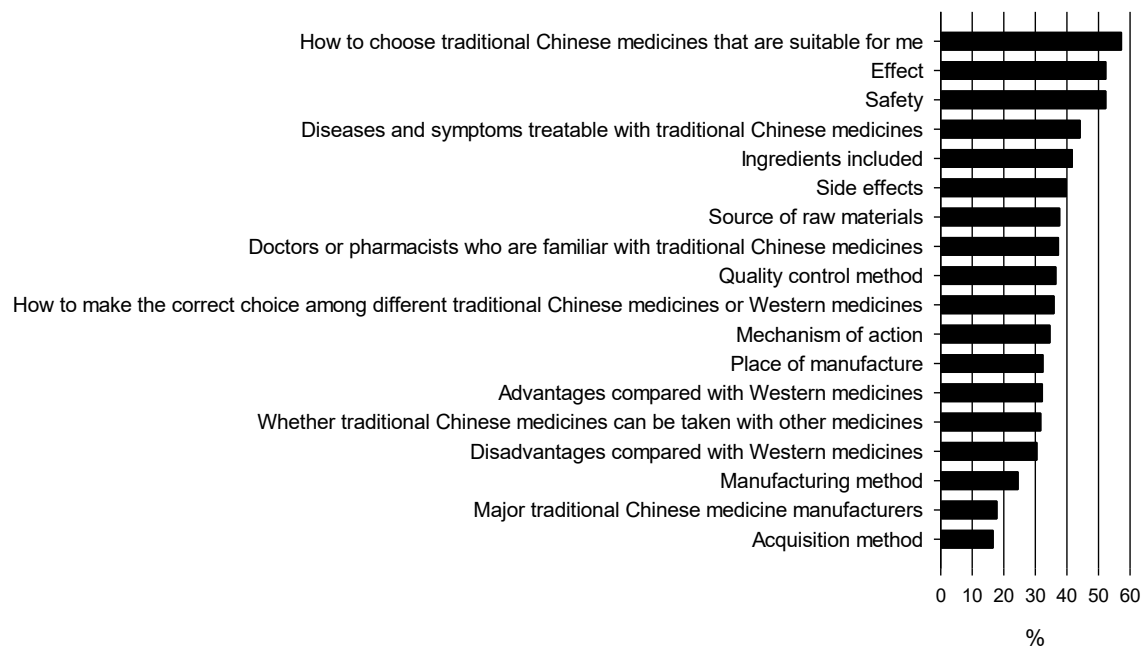 How to choose traditional Chinese medicines that are suitable for me
Effect
Safety
Diseases and symptoms treatable with traditional Chinese medicines
Ingredients included
Side effects
Source of raw materials
Doctors or pharmacists who are familiar with traditional Chinese medicines
Quality control method
How to make the correct choice among different traditional Chinese medicines or Western medicines
Mechanism of action
Place of manufacture
Advantages compared with Western medicines
Whether traditional Chinese medicines can be taken with other medicines
Disadvantages compared with Western medicines
Manufacturing method
Major traditional Chinese medicine manufacturers
Acquisition method
0 10 20 30 40 50 60
%